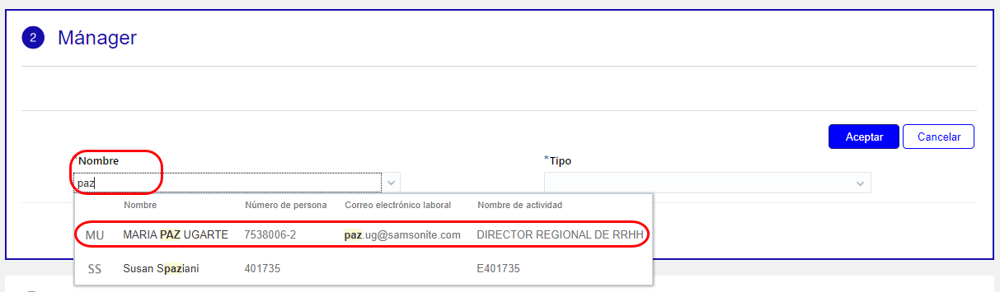 2 Mánager
Aceptar Cancelar
*Nombre *Tipo
paz
Nombre Número de persona Correo electrónico laboral Nombre de actividad
MU MARIA PAZ UGARTE 7538006-2 paz.ug@samsonite.com DIRECTOR REGIONAL DE RRHH
SS Susan Spaziani 401735 E401735